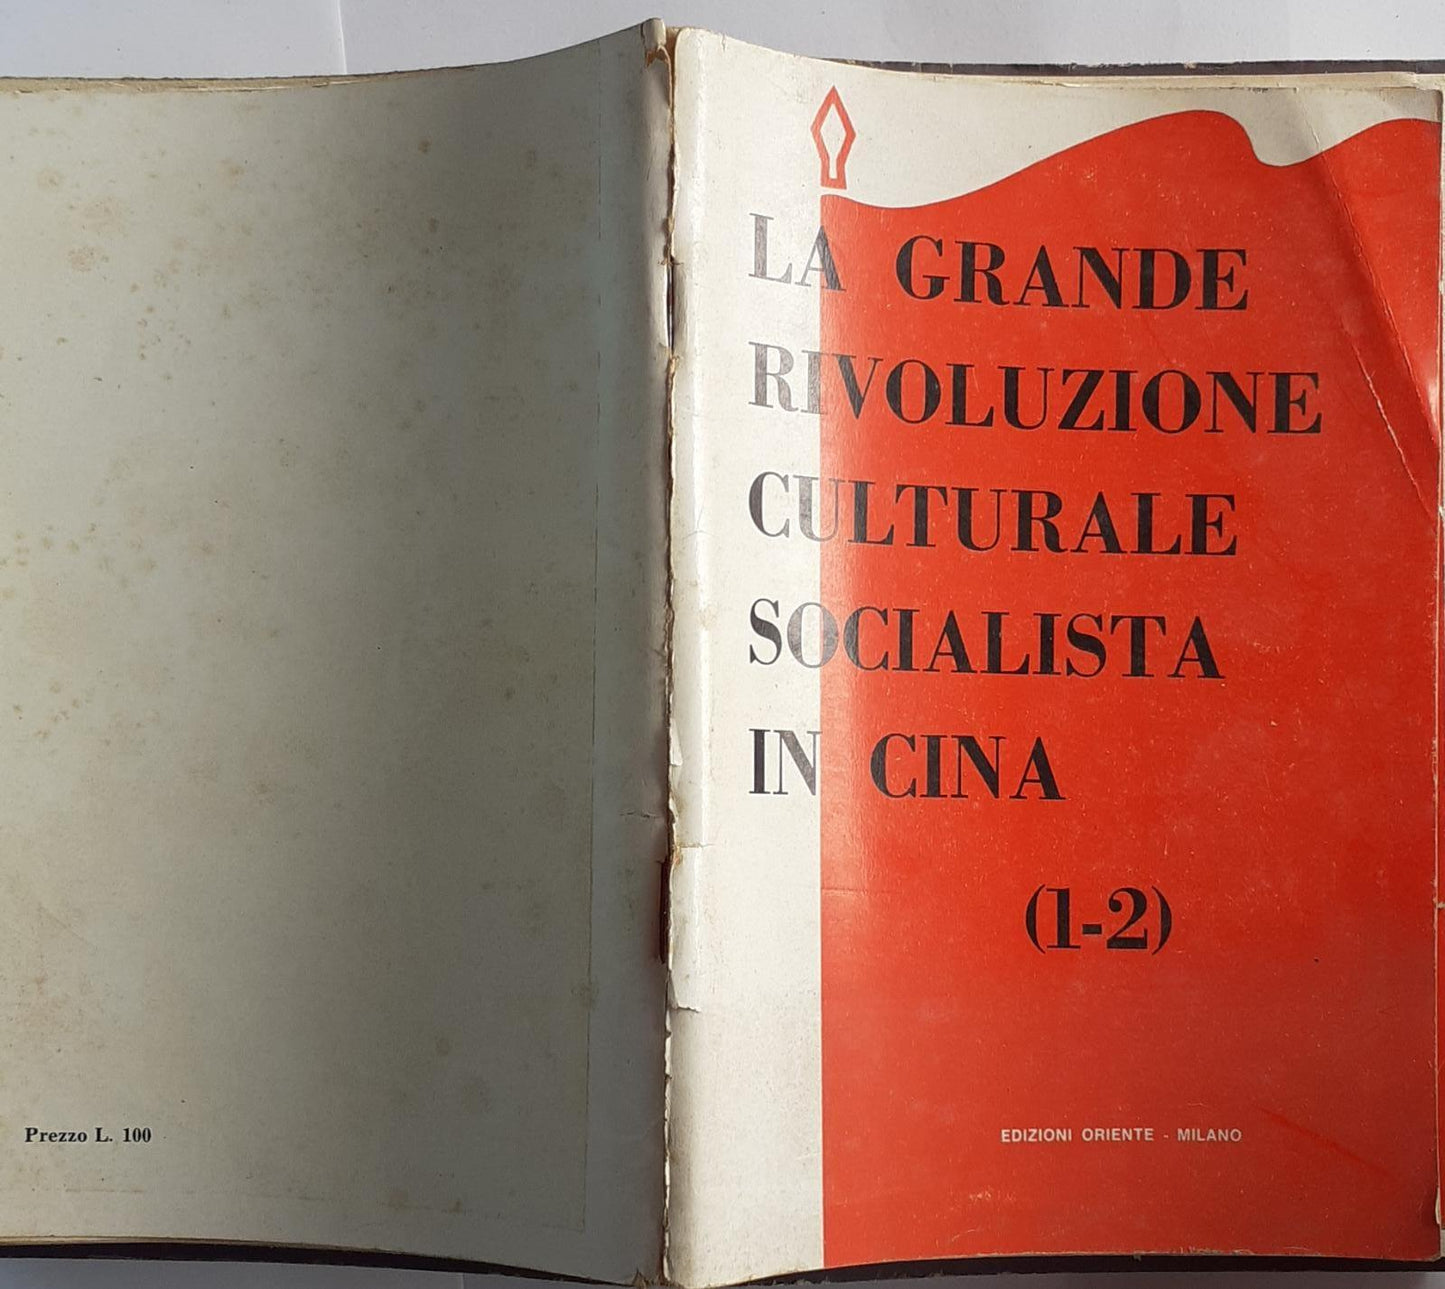 LA GRANDE
RIVOLUZIONE
CULTURALE
SOCIALISTA
IN CINA
(1-2)
EDIZIONI ORIENTE - MILANO
Prezzo L. 100